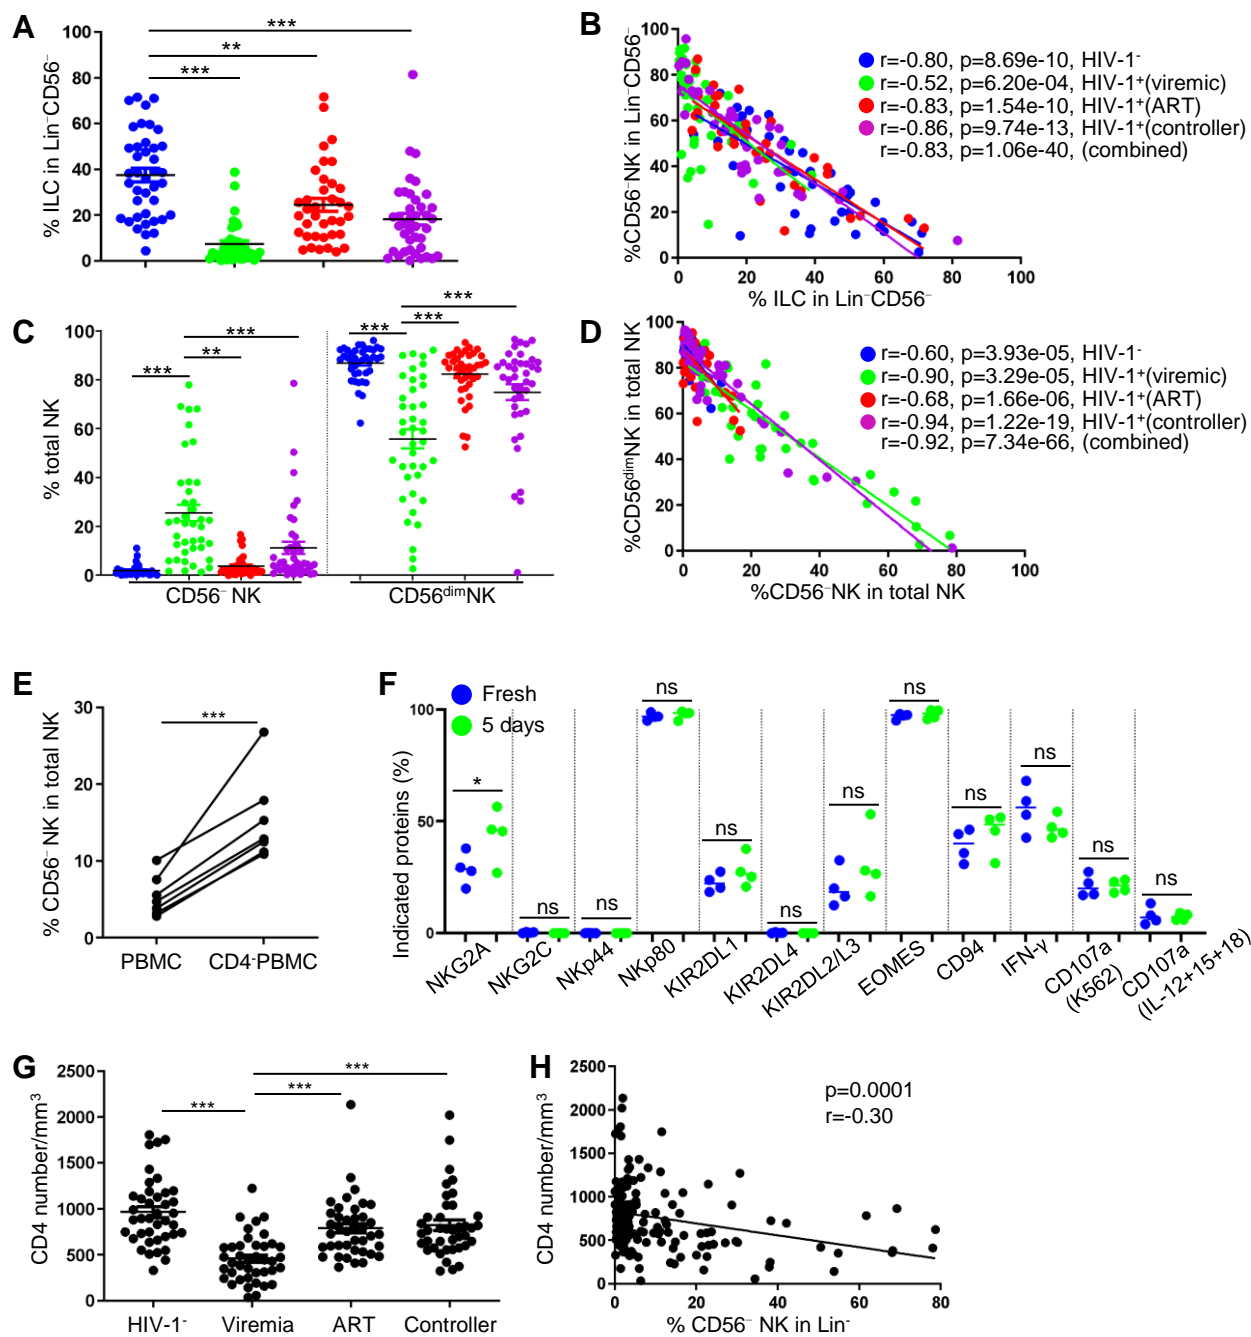 A
% ILC in Lin⁻CD56⁻
100
80
60
40
20
0
***
**
***
B
%CD56⁻NK in Lin⁻CD56⁻
100
80
60
40
20
0
0 20 40 60 80 100
% ILC in Lin⁻CD56⁻
r=-0.80, p=8.69e-10, HIV-1⁻
r=-0.52, p=6.20e-04, HIV-1⁺(viremic)
r=-0.83, p=1.54e-10, HIV-1⁺(ART)
r=-0.86, p=9.74e-13, HIV-1⁺(controller)
r=-0.83, p=1.06e-40, (combined)
C
% total NK
100
80
60
40
20
0
***
**
***
***
***
***
CD56⁻ NK CD56ᵈⁱᵐNK
D
%CD56ᵈⁱᵐNK in total NK
100
80
60
40
20
0
0 20 40 60 80 100
%CD56⁻NK in total NK
r=-0.60, p=3.93e-05, HIV-1⁻
r=-0.90, p=3.29e-05, HIV-1⁺(viremic)
r=-0.68, p=1.66e-06, HIV-1⁺(ART)
r=-0.94, p=1.22e-19, HIV-1⁺(controller)
r=-0.92, p=7.34e-66, (combined)
E
% CD56⁻ NK in total NK
30
20
10
0
***
PBMC CD4⁻PBMC
F
Fresh
5 days
Indicated proteins (%)
100
50
0
* ns ns ns ns ns ns ns ns ns ns ns
NKG2A
NKG2C
NKp44
NKp80
KIR2DL1
KIR2DL4
KIR2DL2/L3
EOMES
CD94
IFN-γ
CD107a
(K562)
CD107a
(IL-12+15+18)
G
CD4 number/mm³
2500
2000
1500
1000
500
0
***
***
***
HIV-1⁻ Viremia ART Controller
H
CD4 number/mm³
2500
2000
1500
1000
500
0
0 20 40 60 80
% CD56⁻ NK in Lin⁻
p=0.0001
r=-0.30